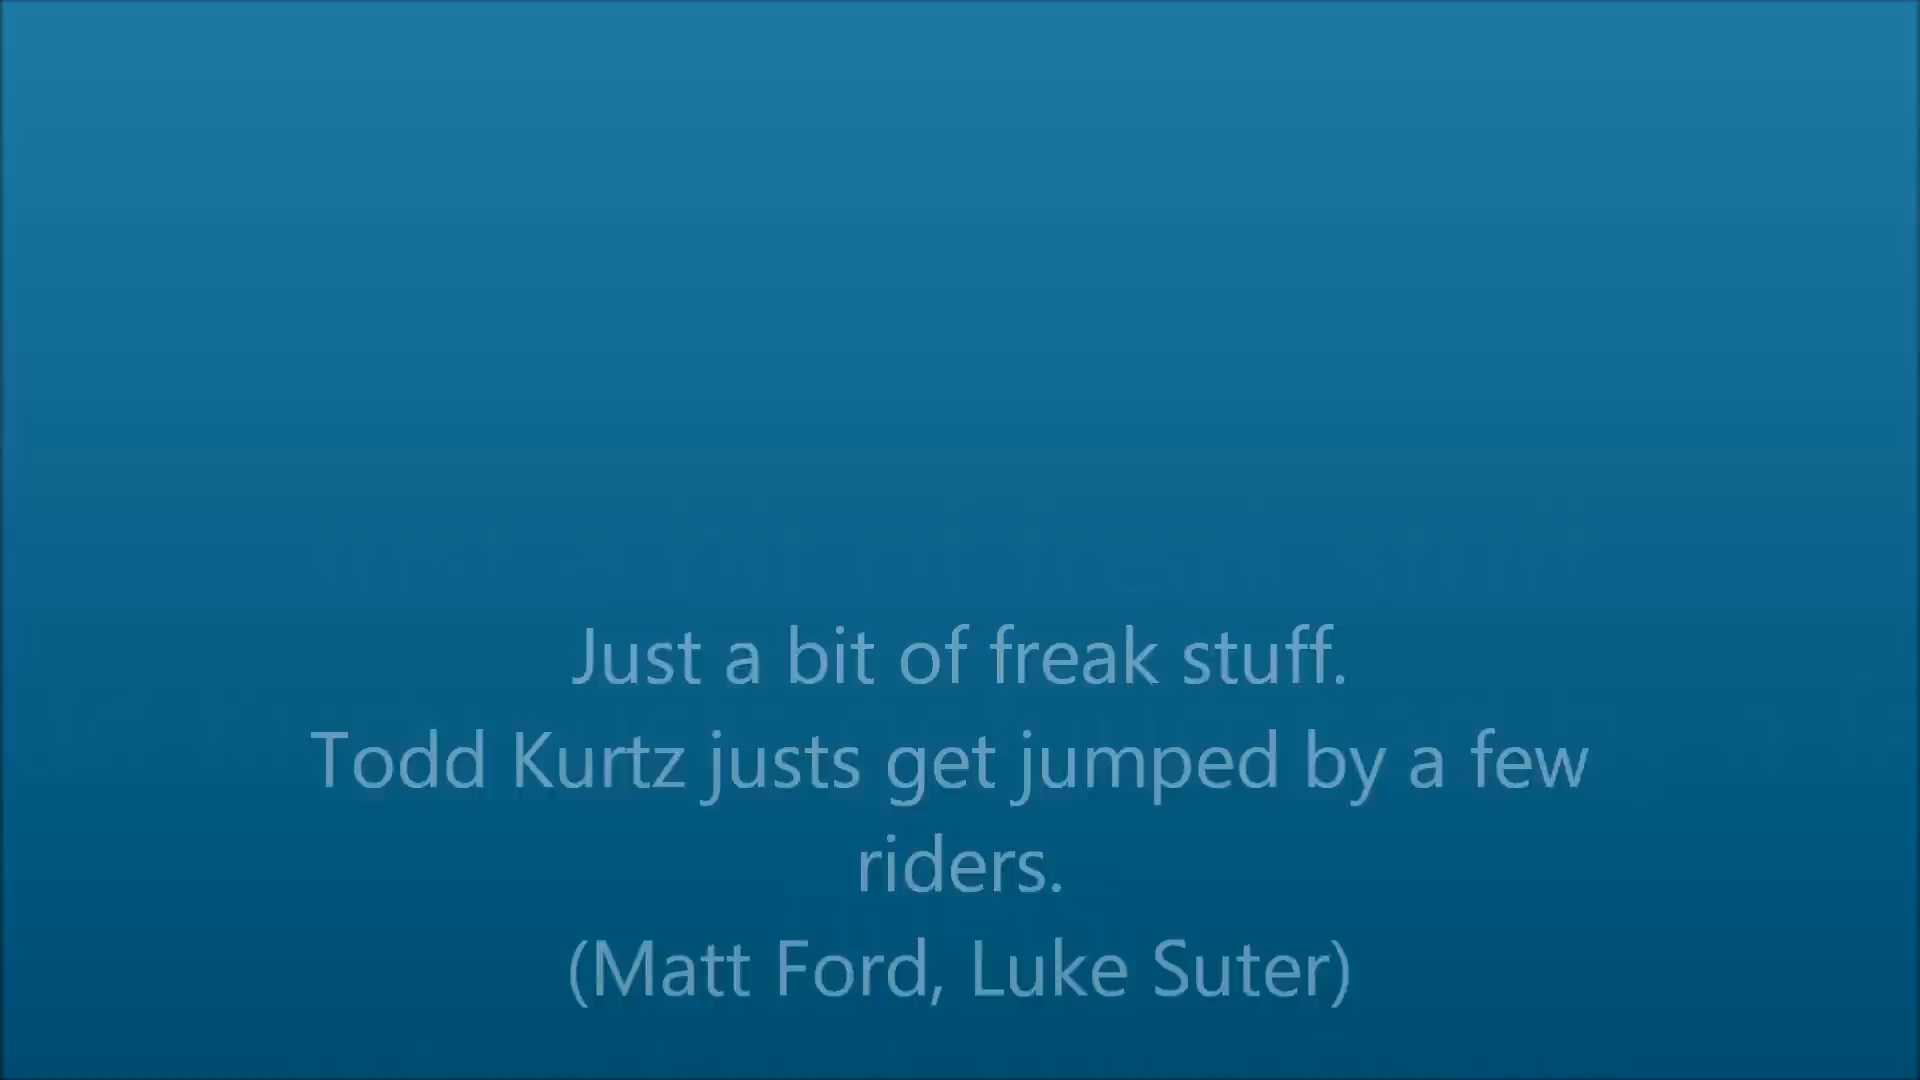 Just a bit of freak stuff.
Todd Kurtz justs get jumped by a few
riders.
(Matt Ford, Luke Suter)